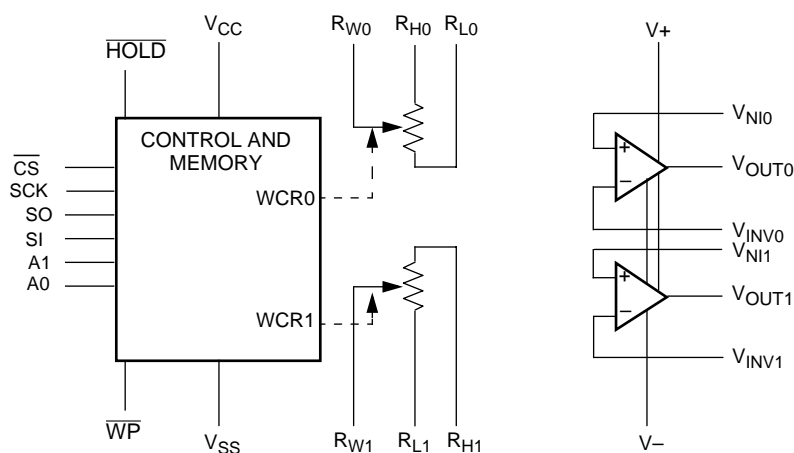 HOLD
VCC
RW0 RH0 RL0
V+
CONTROL AND
MEMORY
CS
SCK
SO
SI
A1
A0
WCR0
WCR1
WP
VSS
RW1 RL1 RH1
VNI0
+
VOUT0
–
VINV0
VNI1
+
VOUT1
–
VINV1
V–